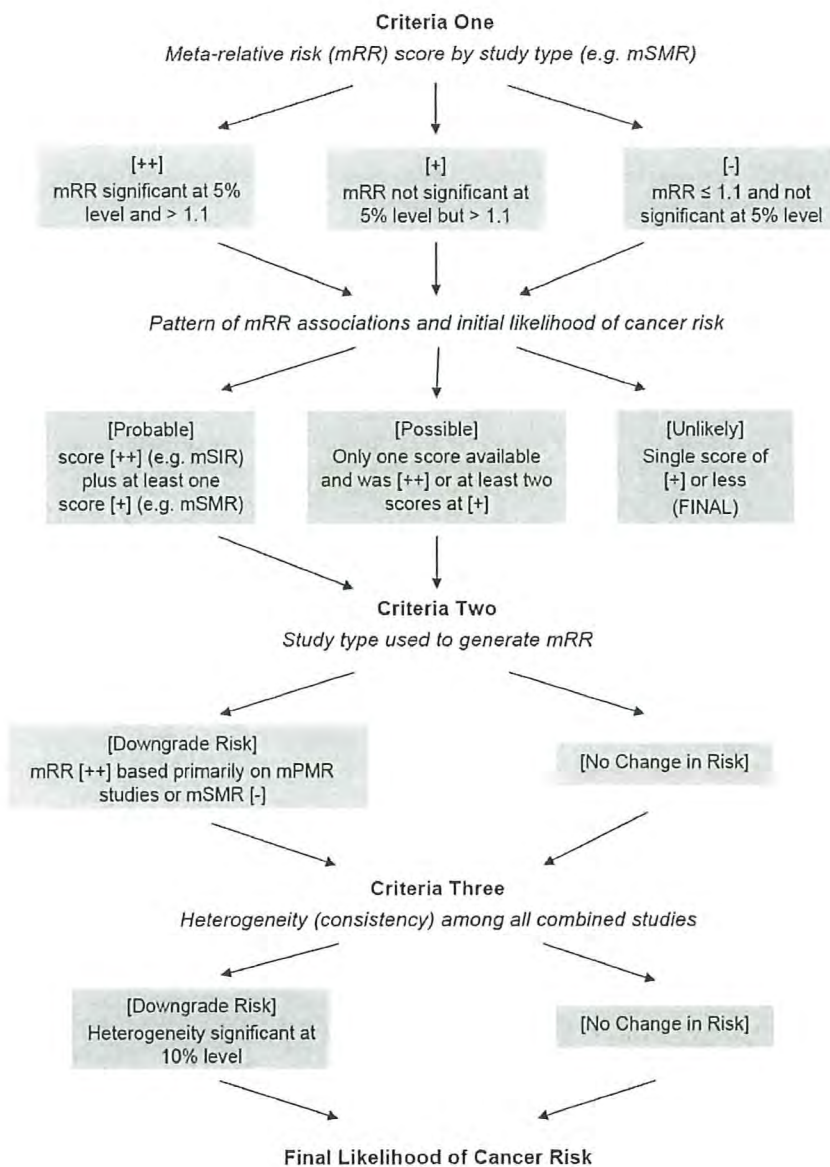 Criteria One
Meta-relative risk (mRR) score by study type (e.g. mSMR)
[++]
mRR significant at 5%
level and > 1.1
[+]
mRR not significant at
5% level but > 1.1
[-]
mRR ≤ 1.1 and not
significant at 5% level
Pattern of mRR associations and initial likelihood of cancer risk
[Probable]
score [++] (e.g. mSIR)
plus at least one
score [+] (e.g. mSMR)
[Possible]
Only one score available
and was [++] or at least two
scores at [+]
[Unlikely]
Single score of
[+] or less
(FINAL)
Criteria Two
Study type used to generate mRR
[Downgrade Risk]
mRR [++] based primarily on mPMR
studies or mSMR [-]
[No Change in Risk]
Criteria Three
Heterogeneity (consistency) among all combined studies
[Downgrade Risk]
Heterogeneity significant at
10% level
[No Change in Risk]
Final Likelihood of Cancer Risk